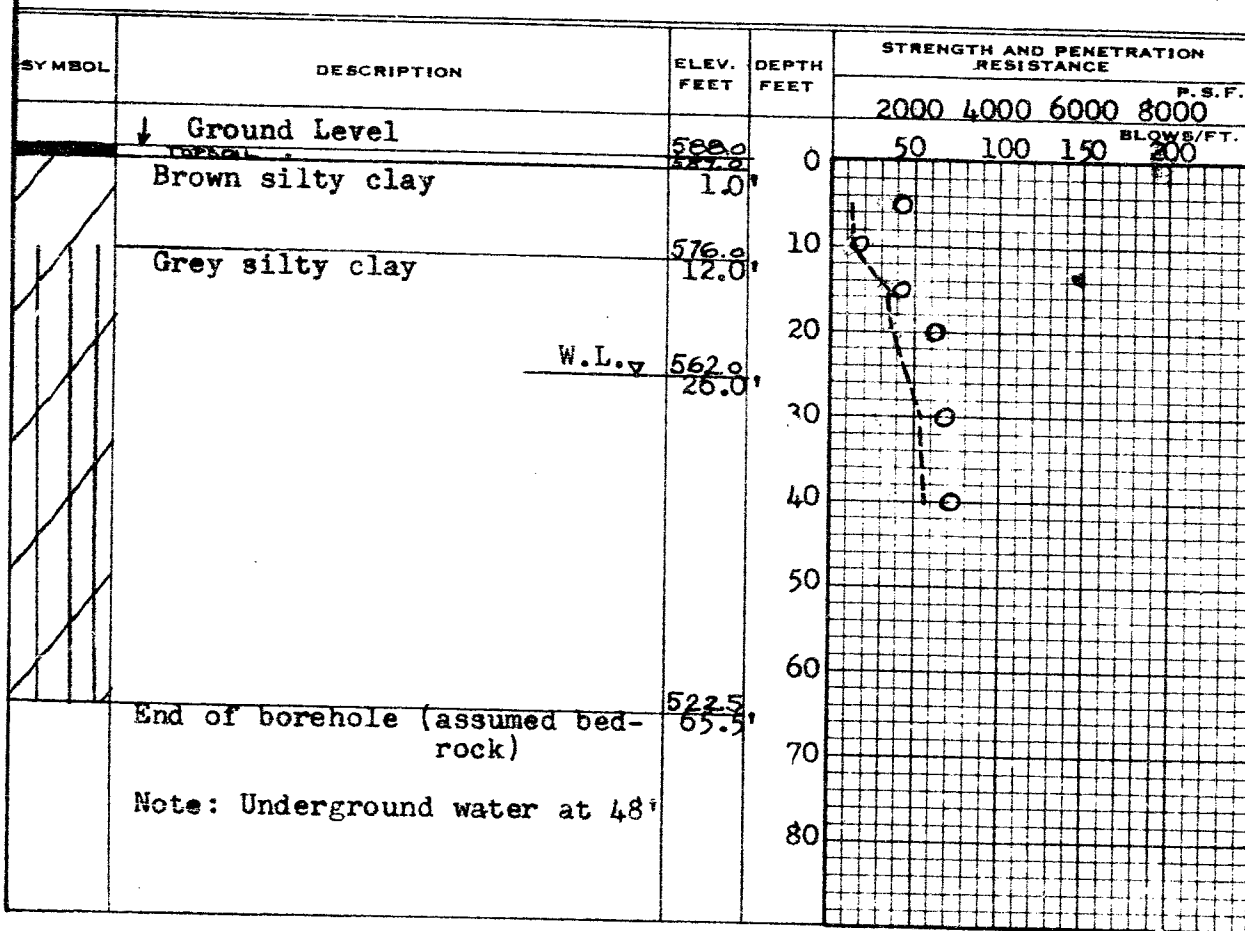 SYMBOL
DESCRIPTION
ELEV. FEET
DEPTH FEET
STRENGTH AND PENETRATION RESISTANCE
P.S.F.
2000 4000 6000 8000
BLOWS/FT.
50 100 150 200
Ground Level
588.0
Topsoil
587.0
1.0'
Brown silty clay
576.0
12.0'
Grey silty clay
W.L.
562.0
26.0'
522.5
65.5'
End of borehole (assumed bed-
rock)
Note: Underground water at 48'
0
10
20
30
40
50
60
70
80